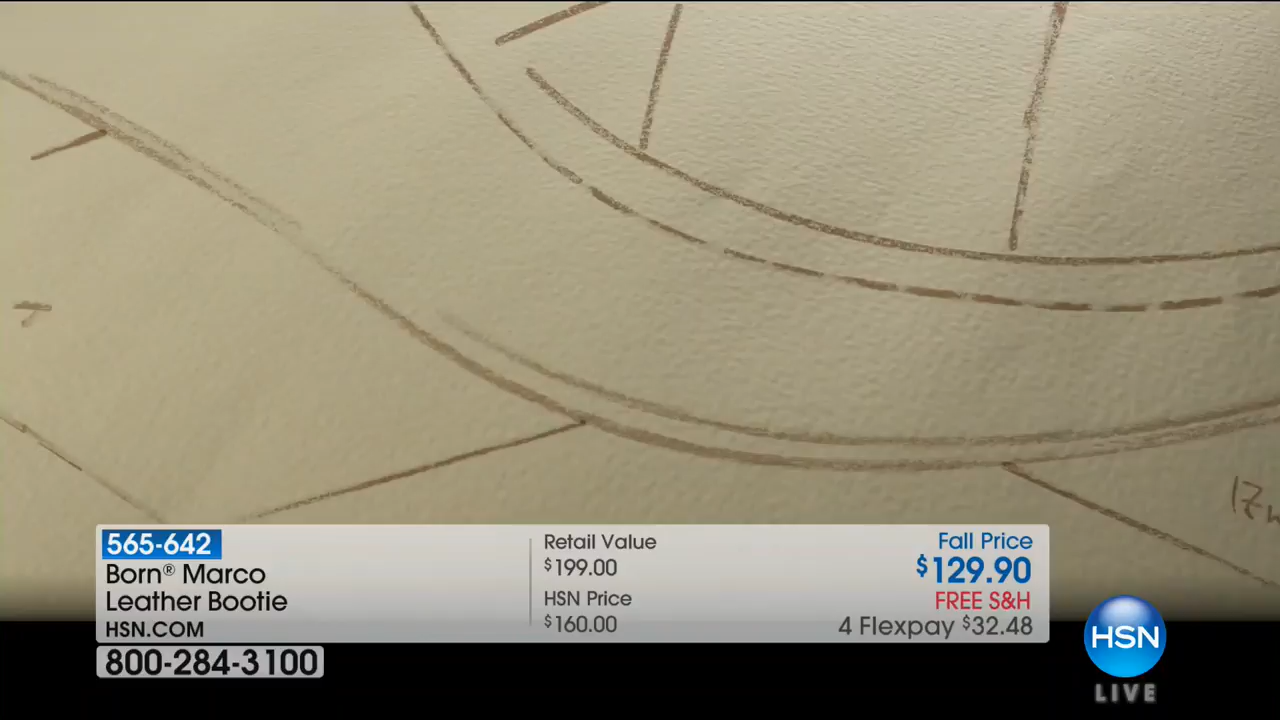 565-642
Born® Marco
Leather Bootie
HSN.COM
800-284-3100
Retail Value
$199.00
HSN Price
$160.00
Fall Price
$129.90
FREE S&H
4 Flexpay $32.48
HSN
LIVE